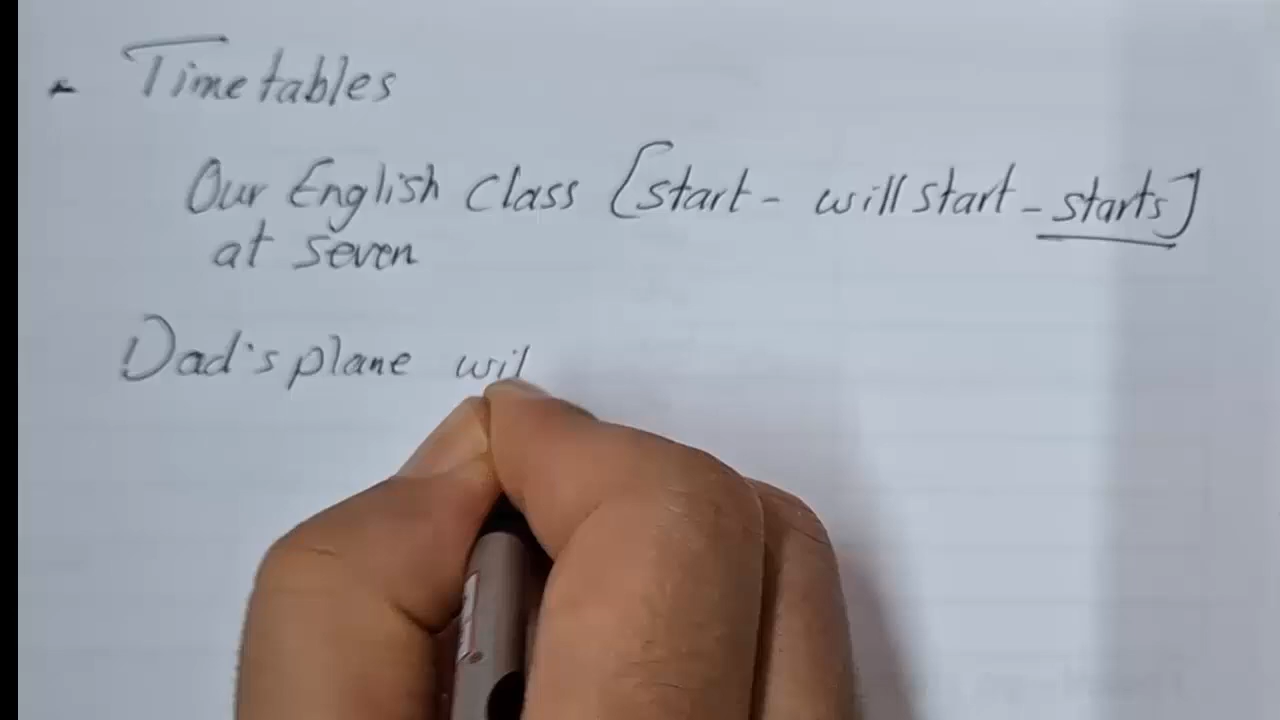 - Timetables
Our English Class [start - will start - starts]
at seven
Dad's plane wil